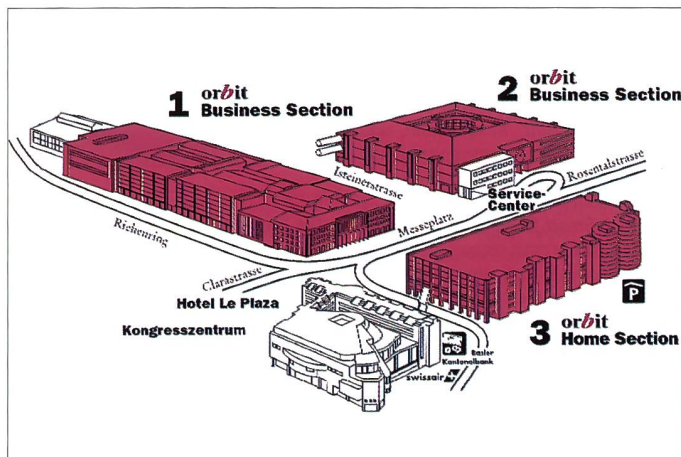 1 orbit
Business Section
2 orbit
Business Section
Isteinerstrasse
Rosentalstrasse
Service-
Center
Messeplatz
Riehenring
Clarastrasse
Hotel Le Plaza
P
Kongresszentrum
3 orbit
Home Section
Basler
Kantonalbank
swissair